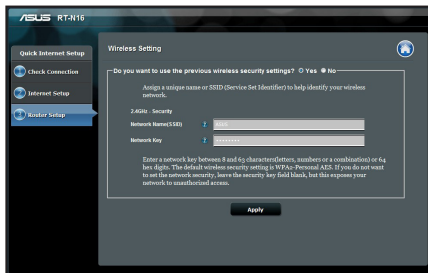 ASUS RT-N16
Quick Internet Setup
Check Connection
Internet Setup
Router Setup
Wireless Setting
Do you want to use the previous wireless security settings? Yes No
Assign a unique name or SSID (Service Set Identifier) to help identify your wireless
network.
2.4GHz - Security
Network Name(SSID)
Network Key
Enter a network key between 8 and 63 characters(letters, numbers or a combination) or 64
hex digits. The default wireless security setting is WPA2-Personal AES. If you do not want
to set the network security, leave the security key field blank, but this exposes your
network to unauthorized access.
Apply